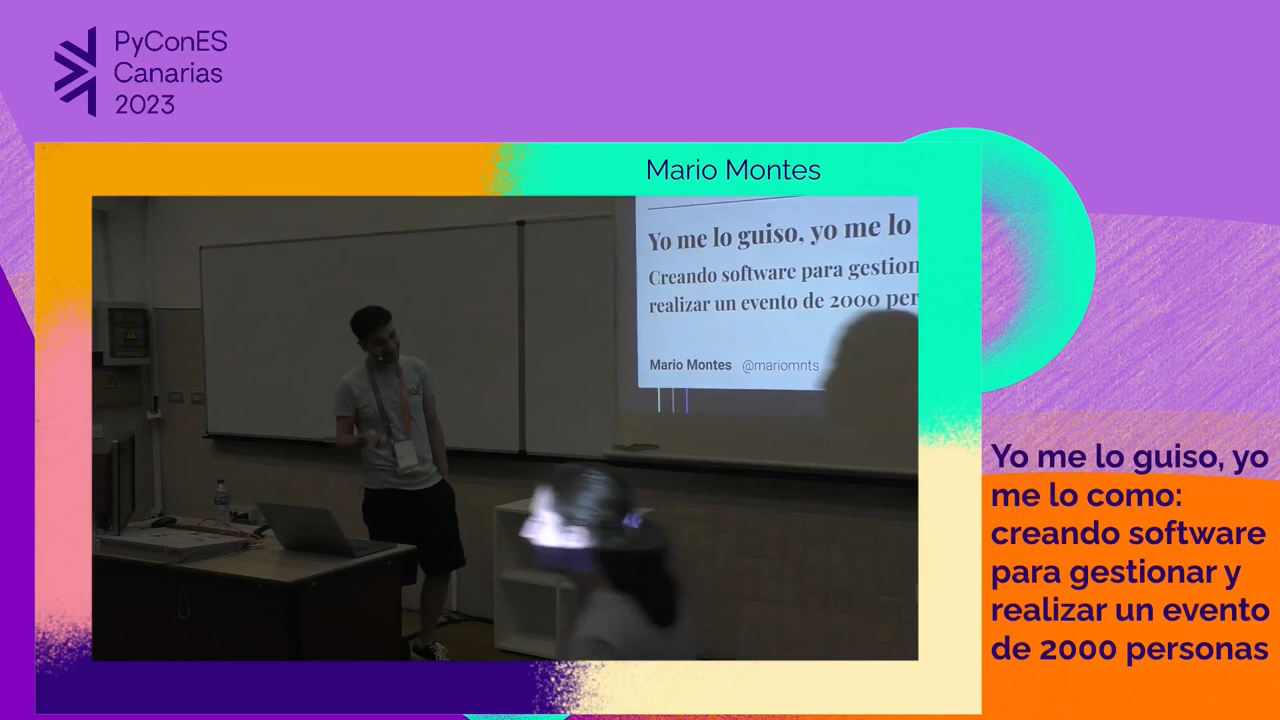 PyConES
Canarias
2023
Mario Montes
Yo me lo guiso, yo me lo
Creando software para gestion
realizar un evento de 2000 per
Mario Montes @mariomnts
Yo me lo guiso, yo
me lo como:
creando software
para gestionar y
realizar un evento
de 2000 personas